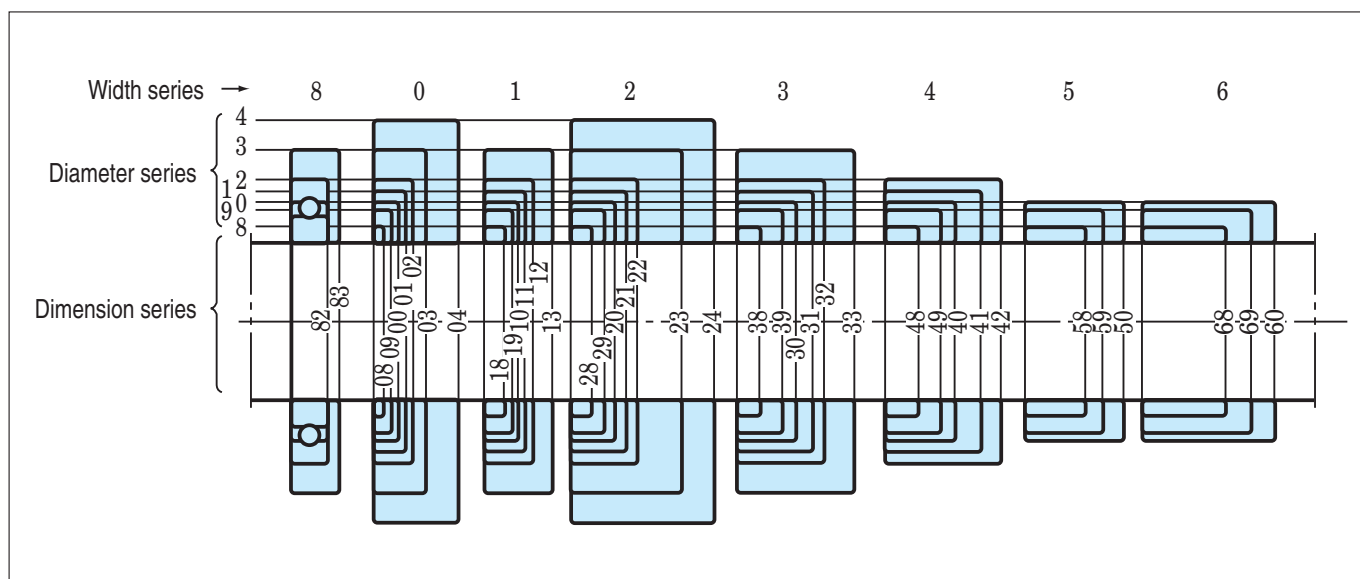 Width series → 8 0 1 2 3 4 5 6
Diameter series
4
3
2
1
0
9
8
Dimension series
82 83
08 09 00 01 02 03 04
18 19 10 11 12 13
28 29 20 21 22 23 24
38 39 30 31 32 33
48 49 40 41 42
58 59 50
68 69 60